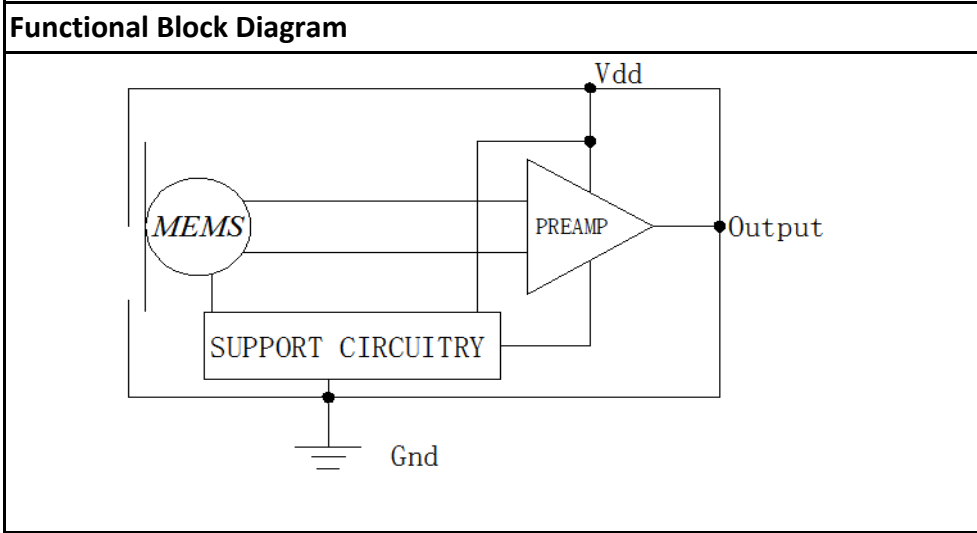 Functional Block Diagram
Vdd
MEMS
PREAMP
Output
SUPPORT CIRCUITRY
Gnd